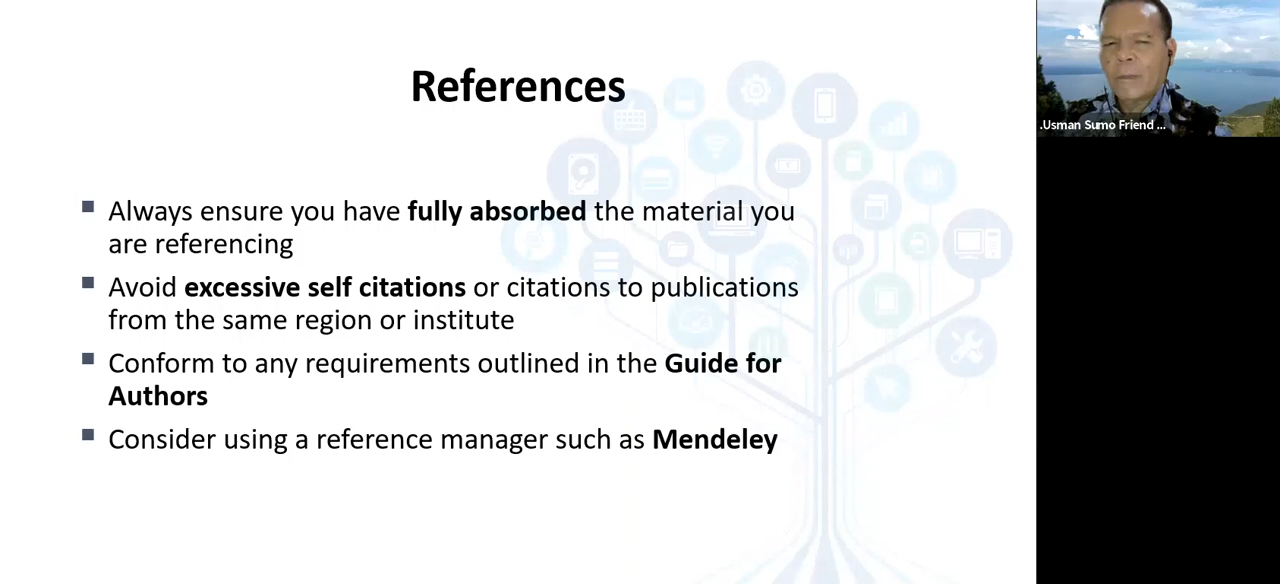 References
Always ensure you have fully absorbed the material you
are referencing
Avoid excessive self citations or citations to publications
from the same region or institute
Conform to any requirements outlined in the Guide for
Authors
Consider using a reference manager such as Mendeley
.Usman Sumo Friend ...